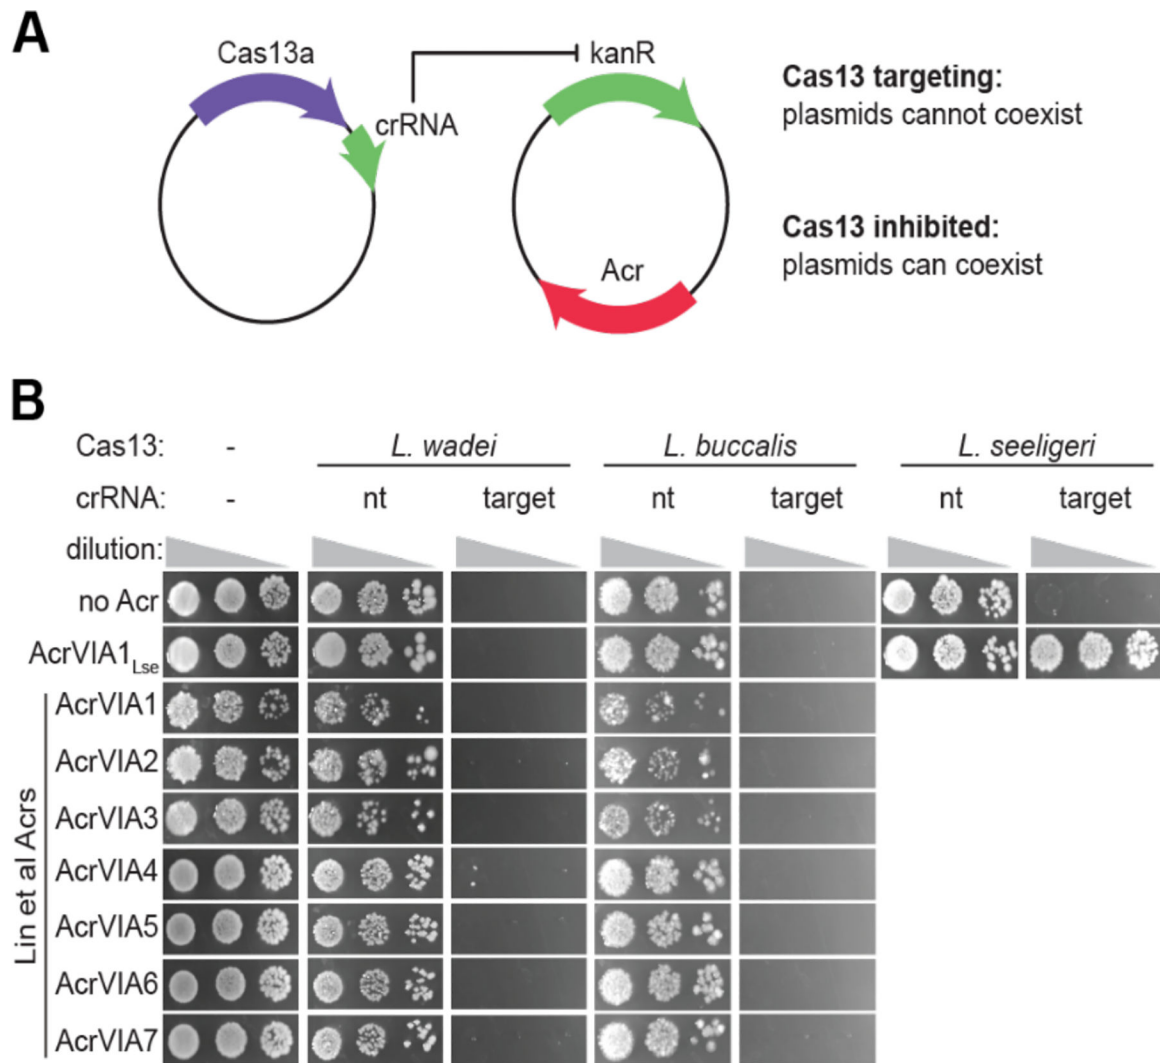 A
Cas13a
crRNA
kanR
Acr
Cas13 targeting:
plasmids cannot coexist
Cas13 inhibited:
plasmids can coexist
B
Cas13: - L. wadei L. buccalis L. seeligeri
crRNA: - nt target nt target nt target
dilution:
no Acr
AcrVIA1Lse
Lin et al Acrs
AcrVIA1
AcrVIA2
AcrVIA3
AcrVIA4
AcrVIA5
AcrVIA6
AcrVIA7